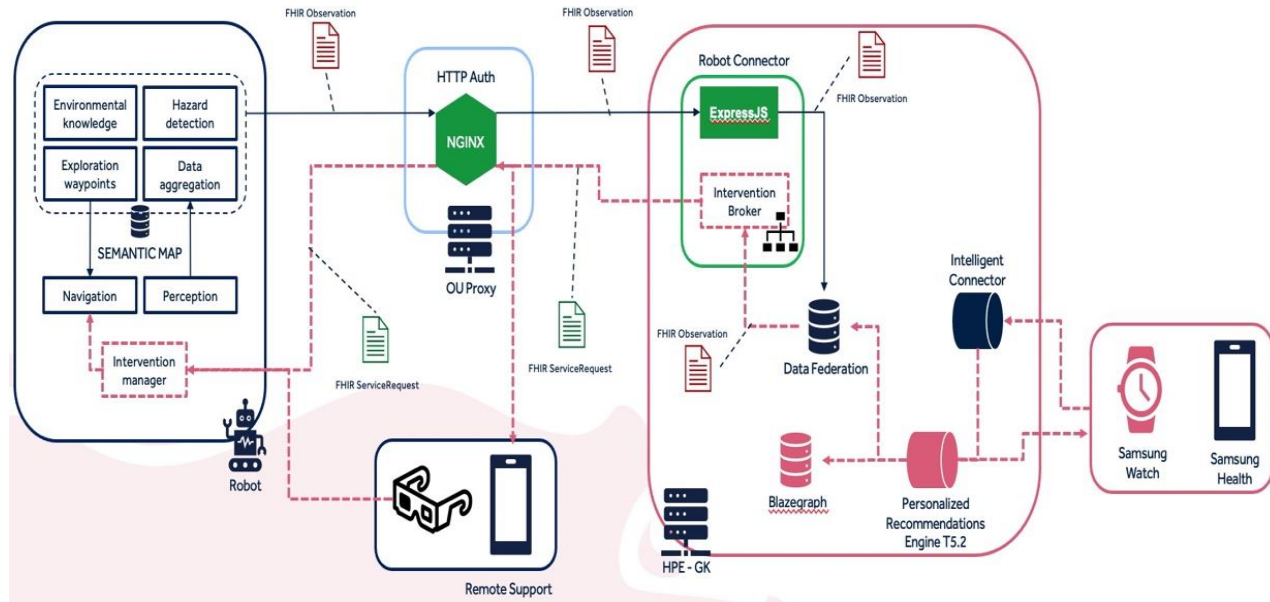 FHIR Observation
FHIR Observation
HTTP Auth
Robot Connector
Environmental
knowledge
Hazard
detection
NGINX
ExpressJS
FHIR Observation
Exploration
waypoints
Data
aggregation
Intervention
Broker
SEMANTIC MAP
OU Proxy
Intelligent
Connector
Navigation
Perception
FHIR Observation
Data Federation
Intervention
manager
FHIR ServiceRequest
FHIR ServiceRequest
Samsung
Watch
Samsung
Health
Robot
Blazegraph
Personalized
Recommendations
Engine T5.2
HPE - GK
Remote Support